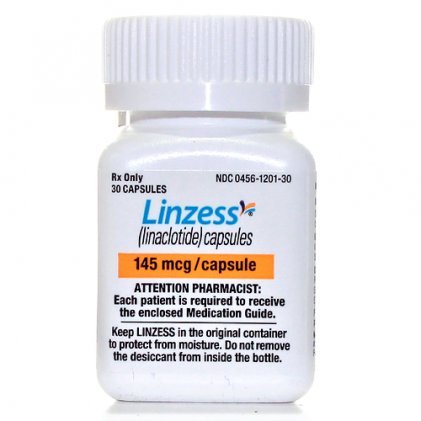 Rx Only NDC 0456-1201-30
30 CAPSULES
Linzess
(linaclotide) capsules
145 mcg/capsule
ATTENTION PHARMACIST:
Each patient is required to receive
the enclosed Medication Guide.
Keep LINZESS in the original container
to protect from moisture. Do not remove
the desiccant from inside the bottle.